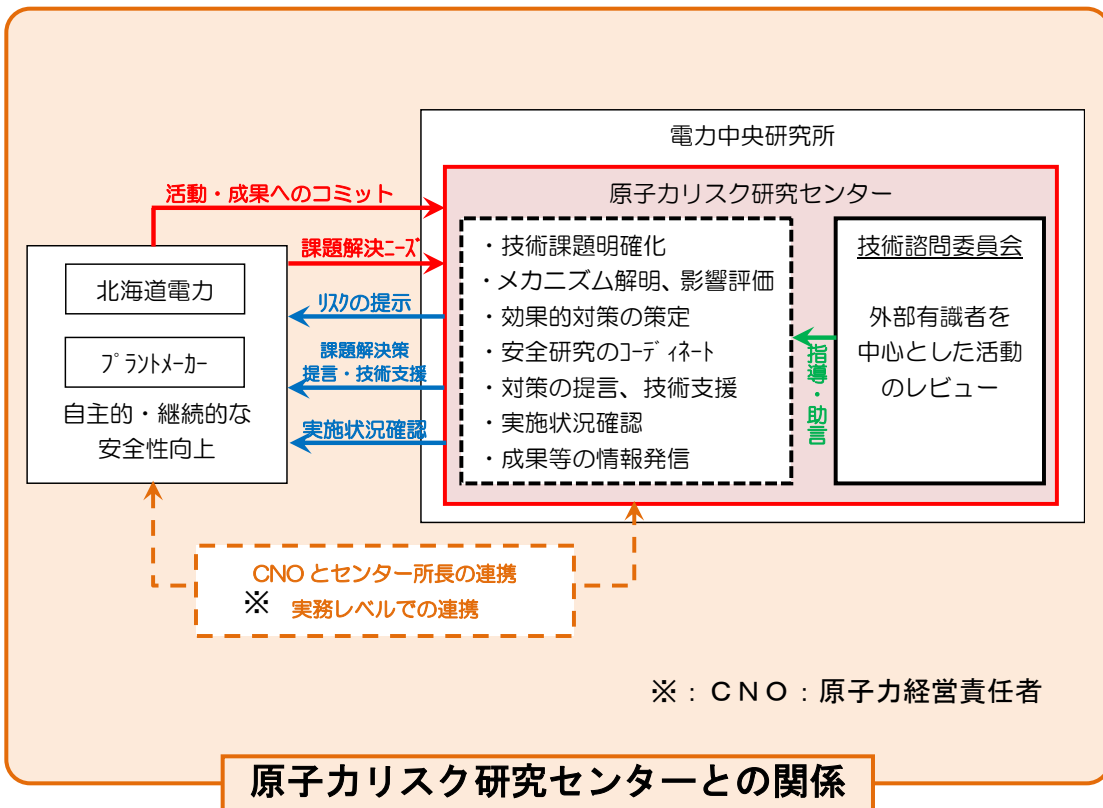 電力中央研究所
原子力リスク研究センター
活動・成果へのコミット
課題解決ﾆｰｽﾞ
ﾘｽｸの提示
課題解決策
提言・技術支援
実施状況確認
北海道電力
ﾌﾟﾗﾝﾄﾒｰｶｰ
自主的・継続的な
安全性向上
・技術課題明確化
・メカニズム解明、影響評価
・効果的対策の策定
・安全研究のｺｰﾃﾞｨﾈｰﾄ
・対策の提言、技術支援
・実施状況確認
・成果等の情報発信
指導・助言
技術諮問委員会
外部有識者を
中心とした活動
のレビュー
CNOとセンター所長の連携
※ 実務レベルでの連携
※：ＣＮＯ：原子力経営責任者
原子力リスク研究センターとの関係